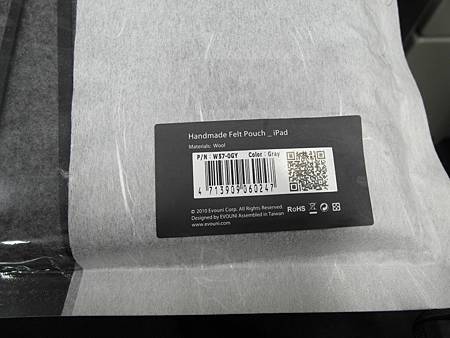 Handmade Felt Pouch _ iPad
Materials: Wool
P/N : W57-0GY Color : Gray
4 713909 060247
© 2010 Evouni Corp. All Rights Reserved.
Designed by EVOUNI Assembled in Taiwan
www.evouni.com
RoHS